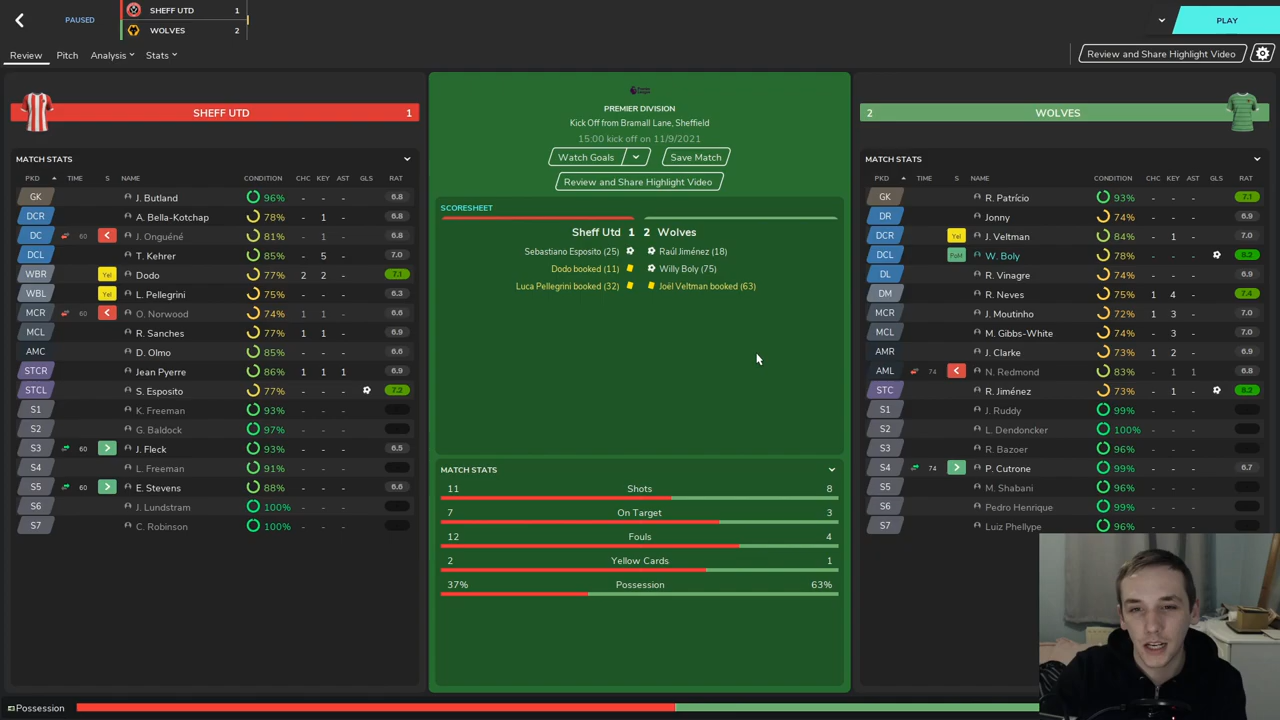 PAUSED
SHEFF UTD 1
WOLVES 2
PLAY
Review Pitch Analysis Stats
Review and Share Highlight Video
SHEFF UTD 1
MATCH STATS
PKD TIME S NAME CONDITION CHC KEY AST GLS RAT
GK J. Butland 96% - - - - 6.8
DCR A. Bella-Kotchap 78% - 1 - 6.8
DC 60 J. Onguéné 81% - 1 - 6.8
DCL T. Kehrer 85% - 5 - 7.0
WBR Yel Dodo 77% 2 2 - 7.1
WBL Yel L. Pellegrini 75% - - - 6.3
MCR 60 O. Norwood 74% 1 1 - 6.6
MCL R. Sanches 77% 1 1 - 6.9
AMC D. Olmo 85% - - - 6.6
STCR Jean Pyerre 86% 1 1 1 6.9
STCL S. Esposito 77% - - - 7.2
S1 K. Freeman 93% - - -
S2 G. Baldock 97% - - -
S3 60 J. Fleck 93% - - - 6.5
S4 L. Freeman 91% - - -
S5 60 E. Stevens 88% - - - 6.6
S6 J. Lundstram 100% - - -
S7 C. Robinson 100% - - -
PREMIER DIVISION
Kick Off from Bramall Lane, Sheffield
15:00 kick off on 11/9/2021
Watch Goals
Save Match
Review and Share Highlight Video
SCORESHEET
Sheff Utd 1 2 Wolves
Sebastiano Esposito (25) Raúl Jiménez (18)
Dodo booked (11) Willy Boly (75)
Luca Pellegrini booked (32) Joël Veltman booked (63)
MATCH STATS
11 Shots 8
7 On Target 3
12 Fouls 4
2 Yellow Cards 1
37% Possession 63%
2 WOLVES
MATCH STATS
PKD TIME S NAME CONDITION CHC KEY AST GLS RAT
GK R. Patrício 93% - - - 7.1
DR Jonny 74% - - - 6.9
DCR Yel J. Veltman 84% - 1 - 7.0
DCL PoM W. Boly 78% - - - 8.2
DL R. Vinagre 74% - - - 6.9
DM R. Neves 75% 1 4 - 7.4
MCR J. Moutinho 72% 1 3 - 7.0
MCL M. Gibbs-White 74% - 3 - 7.0
AMR J. Clarke 73% 1 2 - 6.9
AML 74 N. Redmond 83% - 1 1 6.8
STC R. Jiménez 73% - 1 - 8.2
S1 J. Ruddy 99% - - -
S2 L. Dendoncker 100% - - -
S3 R. Bazoer 96% - - -
S4 74 P. Cutrone 99% - - - 6.7
S5 M. Shabani 96% - - -
S6 Pedro Henrique 99% - - -
S7 Luiz Phellype 96% - - -
Possession